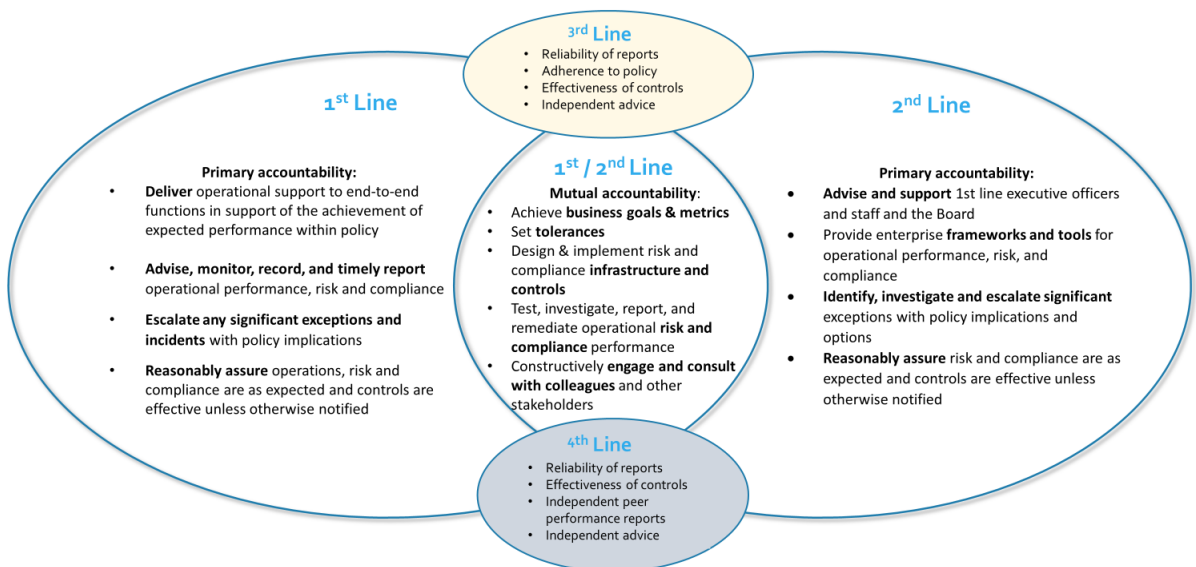 3rd Line
• Reliability of reports
• Adherence to policy
• Effectiveness of controls
• Independent advice
1st Line
Primary accountability:
• Deliver operational support to end-to-end
functions in support of the achievement of
expected performance within policy
• Advise, monitor, record, and timely report
operational performance, risk and compliance
• Escalate any significant exceptions and
incidents with policy implications
• Reasonably assure operations, risk and
compliance are as expected and controls are
effective unless otherwise notified
1st / 2nd Line
Mutual accountability:
• Achieve business goals & metrics
• Set tolerances
• Design & implement risk and
compliance infrastructure and
controls
• Test, investigate, report, and
remediate operational risk and
compliance performance
• Constructively engage and consult
with colleagues and other
stakeholders
2nd Line
Primary accountability:
• Advise and support 1st line executive officers
and staff and the Board
• Provide enterprise frameworks and tools for
operational performance, risk, and
compliance
• Identify, investigate and escalate significant
exceptions with policy implications and
options
• Reasonably assure risk and compliance are as
expected and controls are effective unless
otherwise notified
4th Line
• Reliability of reports
• Effectiveness of controls
• Independent peer
performance reports
• Independent advice